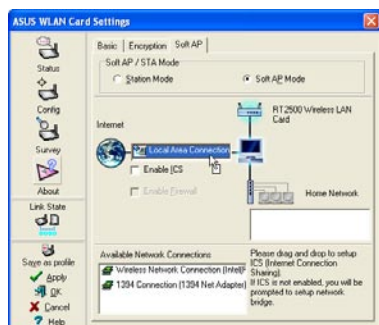 ASUS WLAN Card Settings
Status
Config
Survey
About
Link State
Save as profile
Apply
OK
Cancel
Help
Basic
Encryption
Soft AP
Soft AP / STA Mode
Station Mode
Soft AP Mode
Internet
RT2500 Wireless LAN
Card
Local Area Connection
Enable ICS
Enable Firewall
Home Network
Available Network Connections
Wireless Network Connection (Intel(
1394 Connection (1394 Net Adapter)
Please drag and drop to setup
ICS (Internet Connection
Sharing).
If ICS is not enabled, you will be
prompted to setup network
bridge.